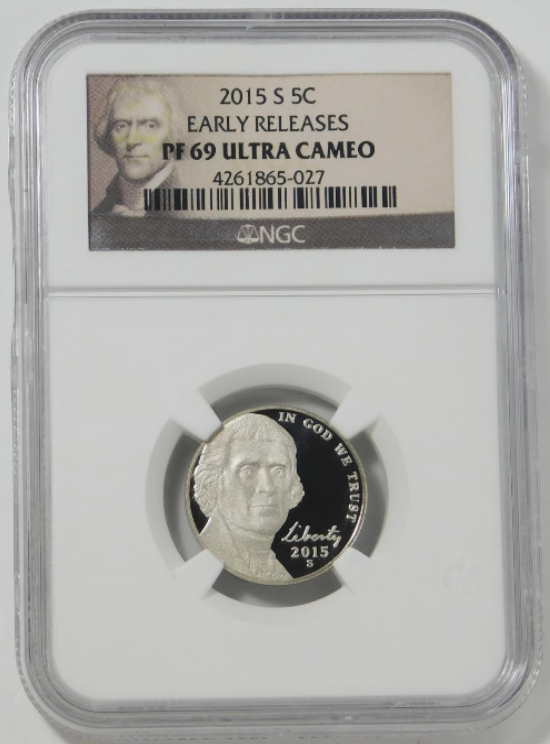 2015 S 5C
EARLY RELEASES
PF 69 ULTRA CAMEO
4261865-027
NGC
IN GOD WE TRUST
Liberty
2015
S